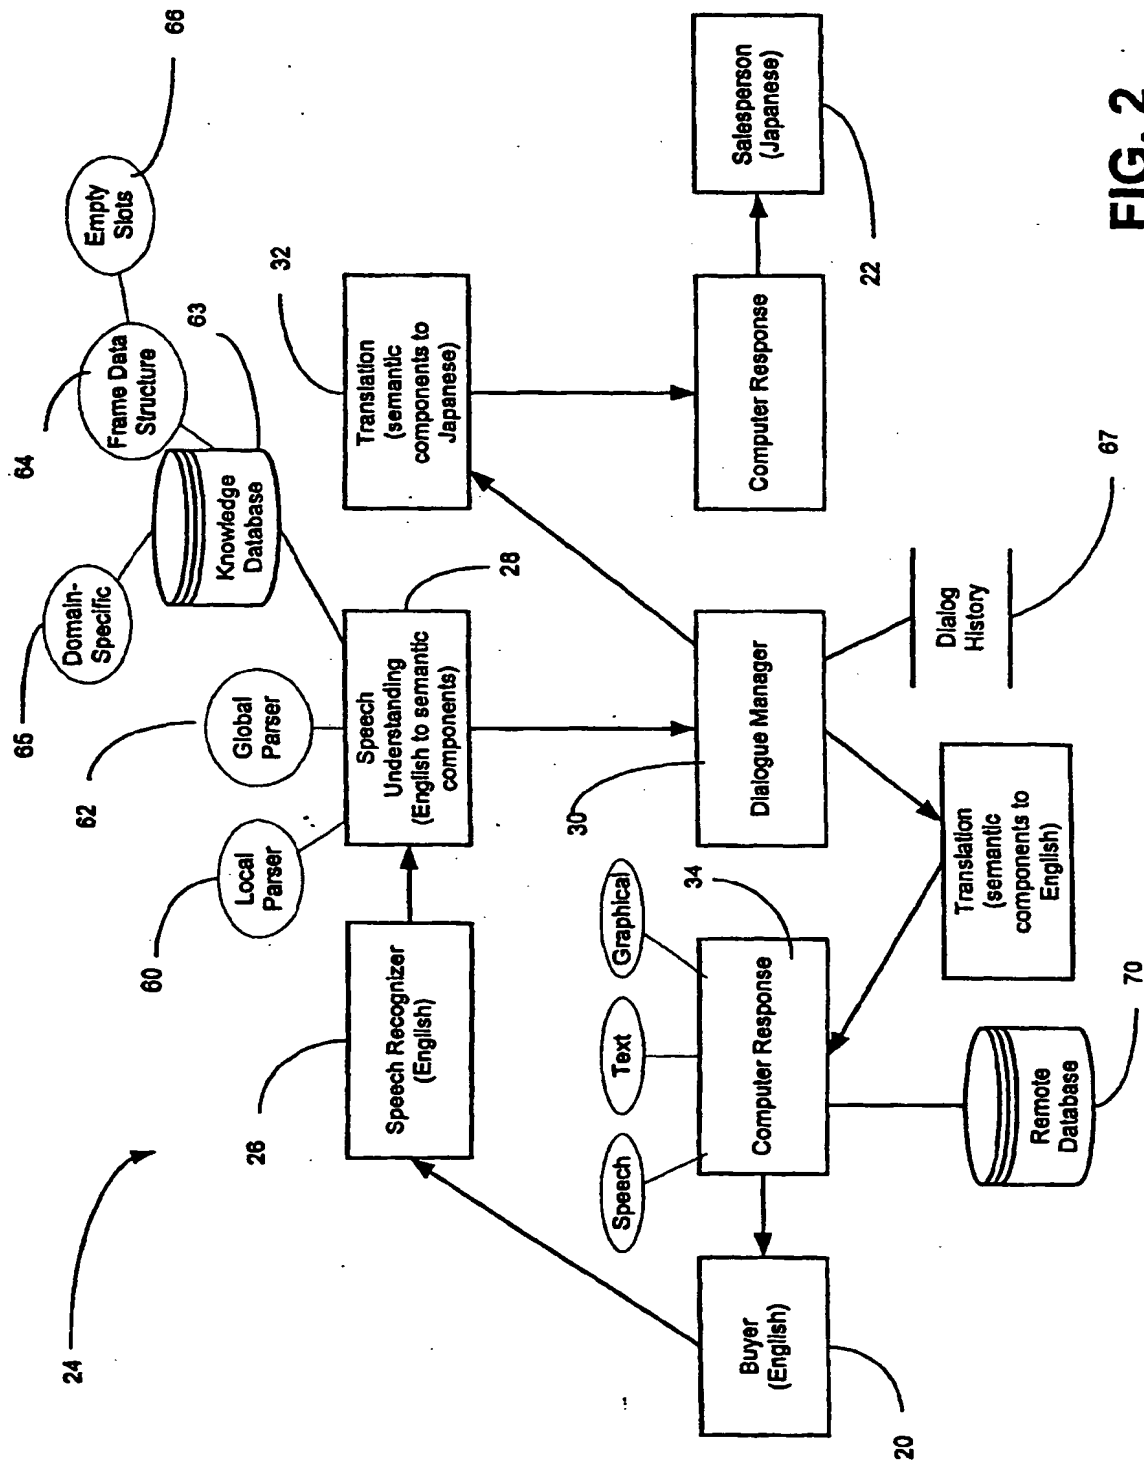 24
26
60
62
65
64
63
66
Local
Parser
Global
Parser
Domain-
Specific
Knowledge
Database
Frame Data
Structure
Empty
Slots
Speech Recognizer
(English)
Speech
Understanding
(English to semantic
components)
28
Translation
(semantic
components to
Japanese)
32
Speech
Text
Graphical
34
30
Buyer
(English)
20
Computer Response
Dialogue Manager
Computer Response
Salesperson
(Japanese)
22
Remote
Database
70
Translation
(semantic
components to
English)
Dialog
History
67
FIG. 2